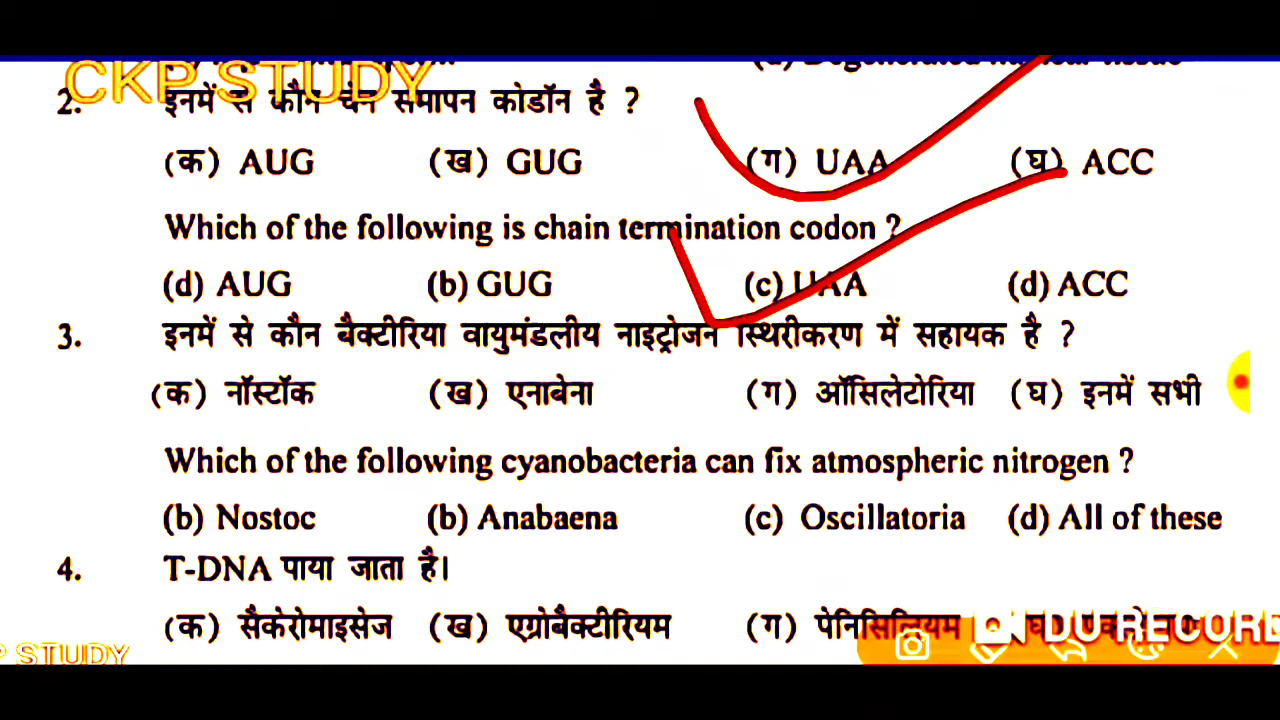 CKP STUDY
2. इनमें से कौन चेन समापन कोडॉन है ?
(क) AUG (ख) GUG (ग) UAA (घ) ACC
Which of the following is chain termination codon ?
(d) AUG (b) GUG (c) UAA (d) ACC
3. इनमें से कौन बैक्टीरिया वायुमंडलीय नाइट्रोजन स्थिरीकरण में सहायक है ?
(क) नॉस्टॉक (ख) एनाबेना (ग) ऑसिलेटोरिया (घ) इनमें सभी
Which of the following cyanobacteria can fix atmospheric nitrogen ?
(b) Nostoc (b) Anabaena (c) Oscillatoria (d) All of these
4. T-DNA पाया जाता है।
(क) सैकेरोमाइसेज (ख) एग्रोबैक्टीरियम (ग) पेनिसिलियम (घ)
DU RECORD
P STUDY